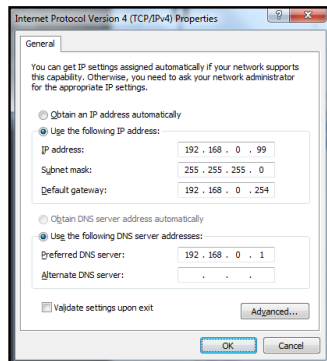 Internet Protocol Version 4 (TCP/IPv4) Properties
General
You can get IP settings assigned automatically if your network supports
this capability. Otherwise, you need to ask your network administrator
for the appropriate IP settings.
Obtain an IP address automatically
Use the following IP address:
IP address: 192 . 168 . 0 . 99
Subnet mask: 255 . 255 . 255 . 0
Default gateway: 192 . 168 . 0 . 254
Obtain DNS server address automatically
Use the following DNS server addresses:
Preferred DNS server: 192 . 168 . 0 . 1
Alternate DNS server: . . .
Validate settings upon exit
Advanced...
OK Cancel